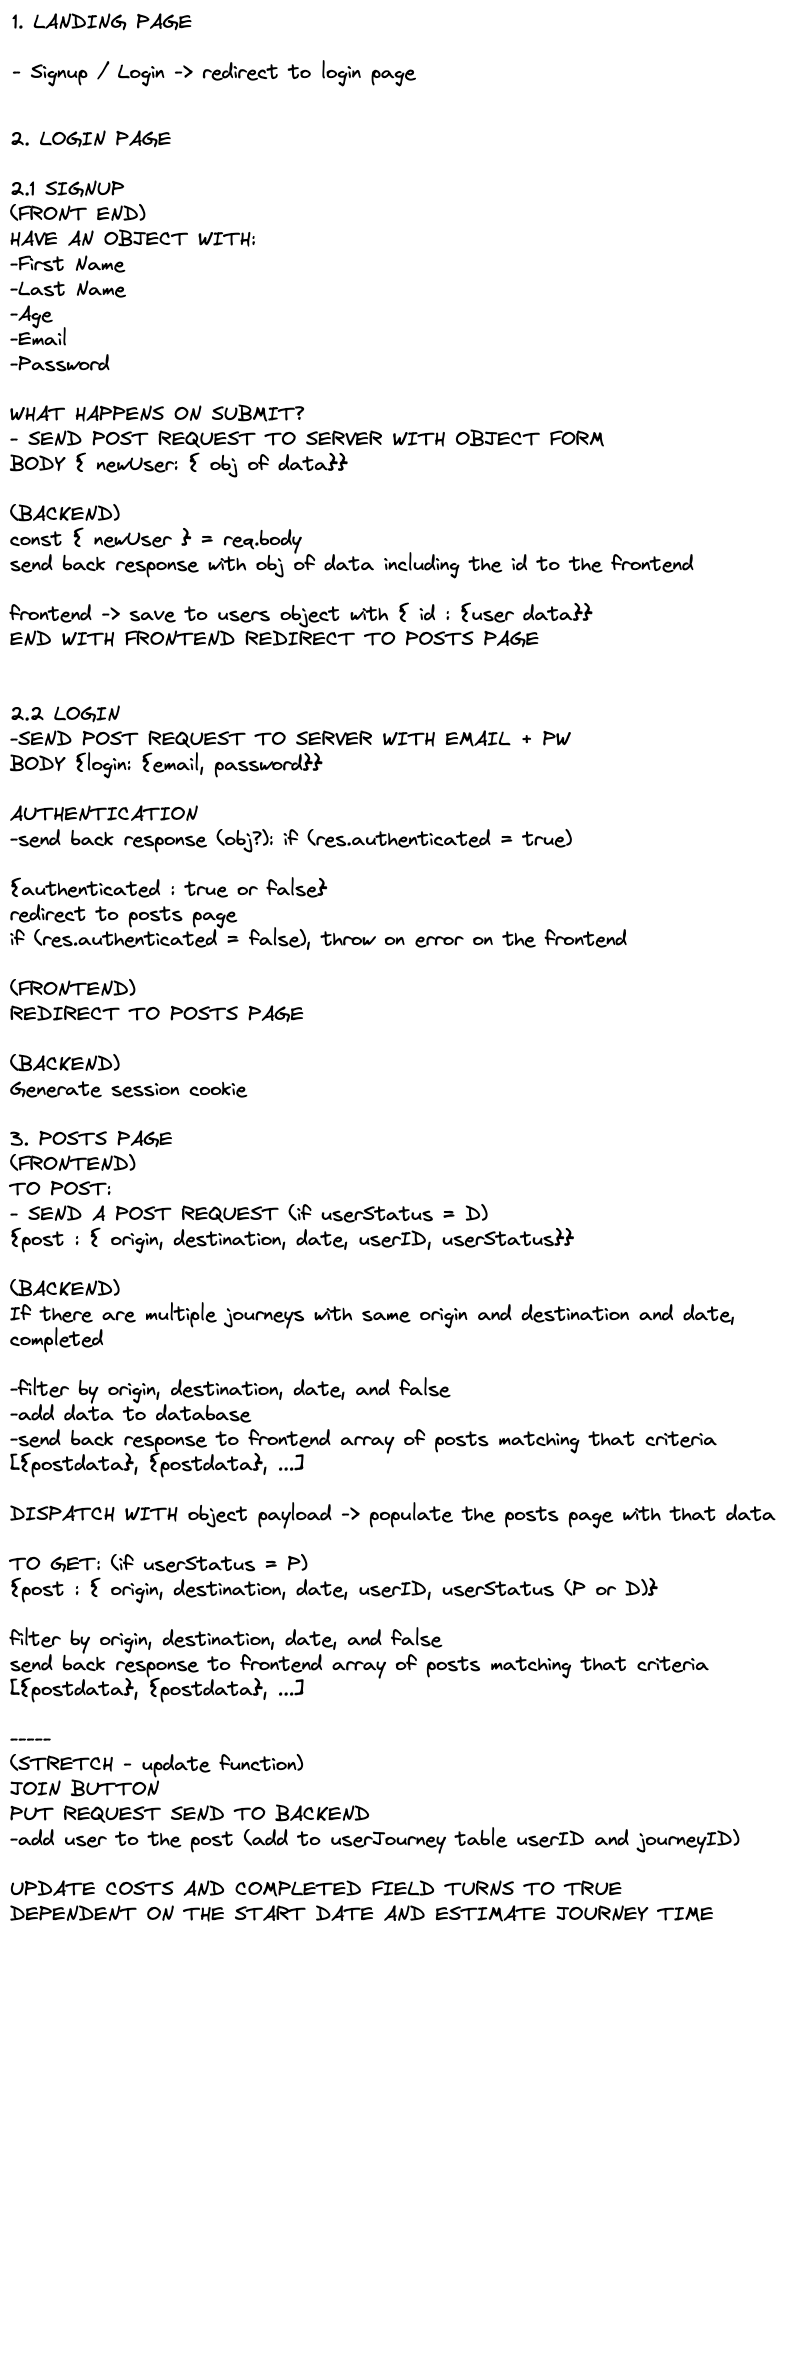 1. LANDING PAGE
- Signup / Login -> redirect to login page
2. LOGIN PAGE
2.1 SIGNUP
(FRONT END)
HAVE AN OBJECT WITH:
-First Name
-Last Name
-Age
-Email
-Password
WHAT HAPPENS ON SUBMIT?
- SEND POST REQUEST TO SERVER WITH OBJECT FORM
BODY { newUser: { obj of data}}
(BACKEND)
const { newUser } = req.body
send back response with obj of data including the id to the frontend
frontend -> save to users object with { id : {user data}}
END WITH FRONTEND REDIRECT TO POSTS PAGE
2.2 LOGIN
-SEND POST REQUEST TO SERVER WITH EMAIL + PW
BODY {login: {email, password}}
AUTHENTICATION
-send back response (obj?): if (res.authenticated = true)
{authenticated : true or false}
redirect to posts page
if (res.authenticated = false), throw on error on the frontend
(FRONTEND)
REDIRECT TO POSTS PAGE
(BACKEND)
Generate session cookie
3. POSTS PAGE
(FRONTEND)
TO POST:
- SEND A POST REQUEST (if userStatus = D)
{post : { origin, destination, date, userID, userStatus}}
(BACKEND)
If there are multiple journeys with same origin and destination and date,
completed
-filter by origin, destination, date, and false
-add data to database
-send back response to frontend array of posts matching that criteria
[{postdata}, {postdata}, ...]
DISPATCH WITH object payload -> populate the posts page with that data
TO GET: (if userStatus = P)
{post : { origin, destination, date, userID, userStatus (P or D)}
filter by origin, destination, date, and false
send back response to frontend array of posts matching that criteria
[{postdata}, {postdata}, ...]
-----
(STRETCH - update function)
JOIN BUTTON
PUT REQUEST SEND TO BACKEND
-add user to the post (add to userJourney table userID and journeyID)
UPDATE COSTS AND COMPLETED FIELD TURNS TO TRUE
DEPENDENT ON THE START DATE AND ESTIMATE JOURNEY TIME